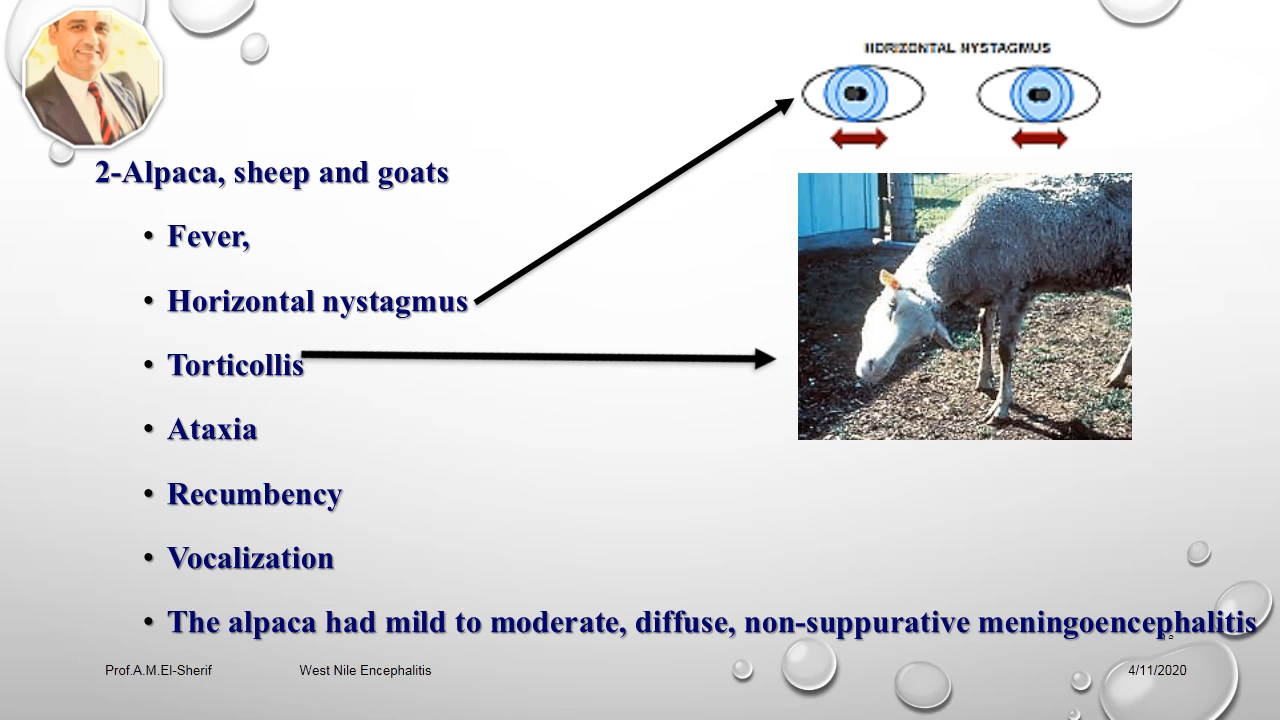 HORIZONTAL NYSTAGMUS
2-Alpaca, sheep and goats
• Fever,
• Horizontal nystagmus
• Torticollis
• Ataxia
• Recumbency
• Vocalization
• The alpaca had mild to moderate, diffuse, non-suppurative meningoencephalitis
Prof.A.M.El-Sherif West Nile Encephalitis 4/11/2020